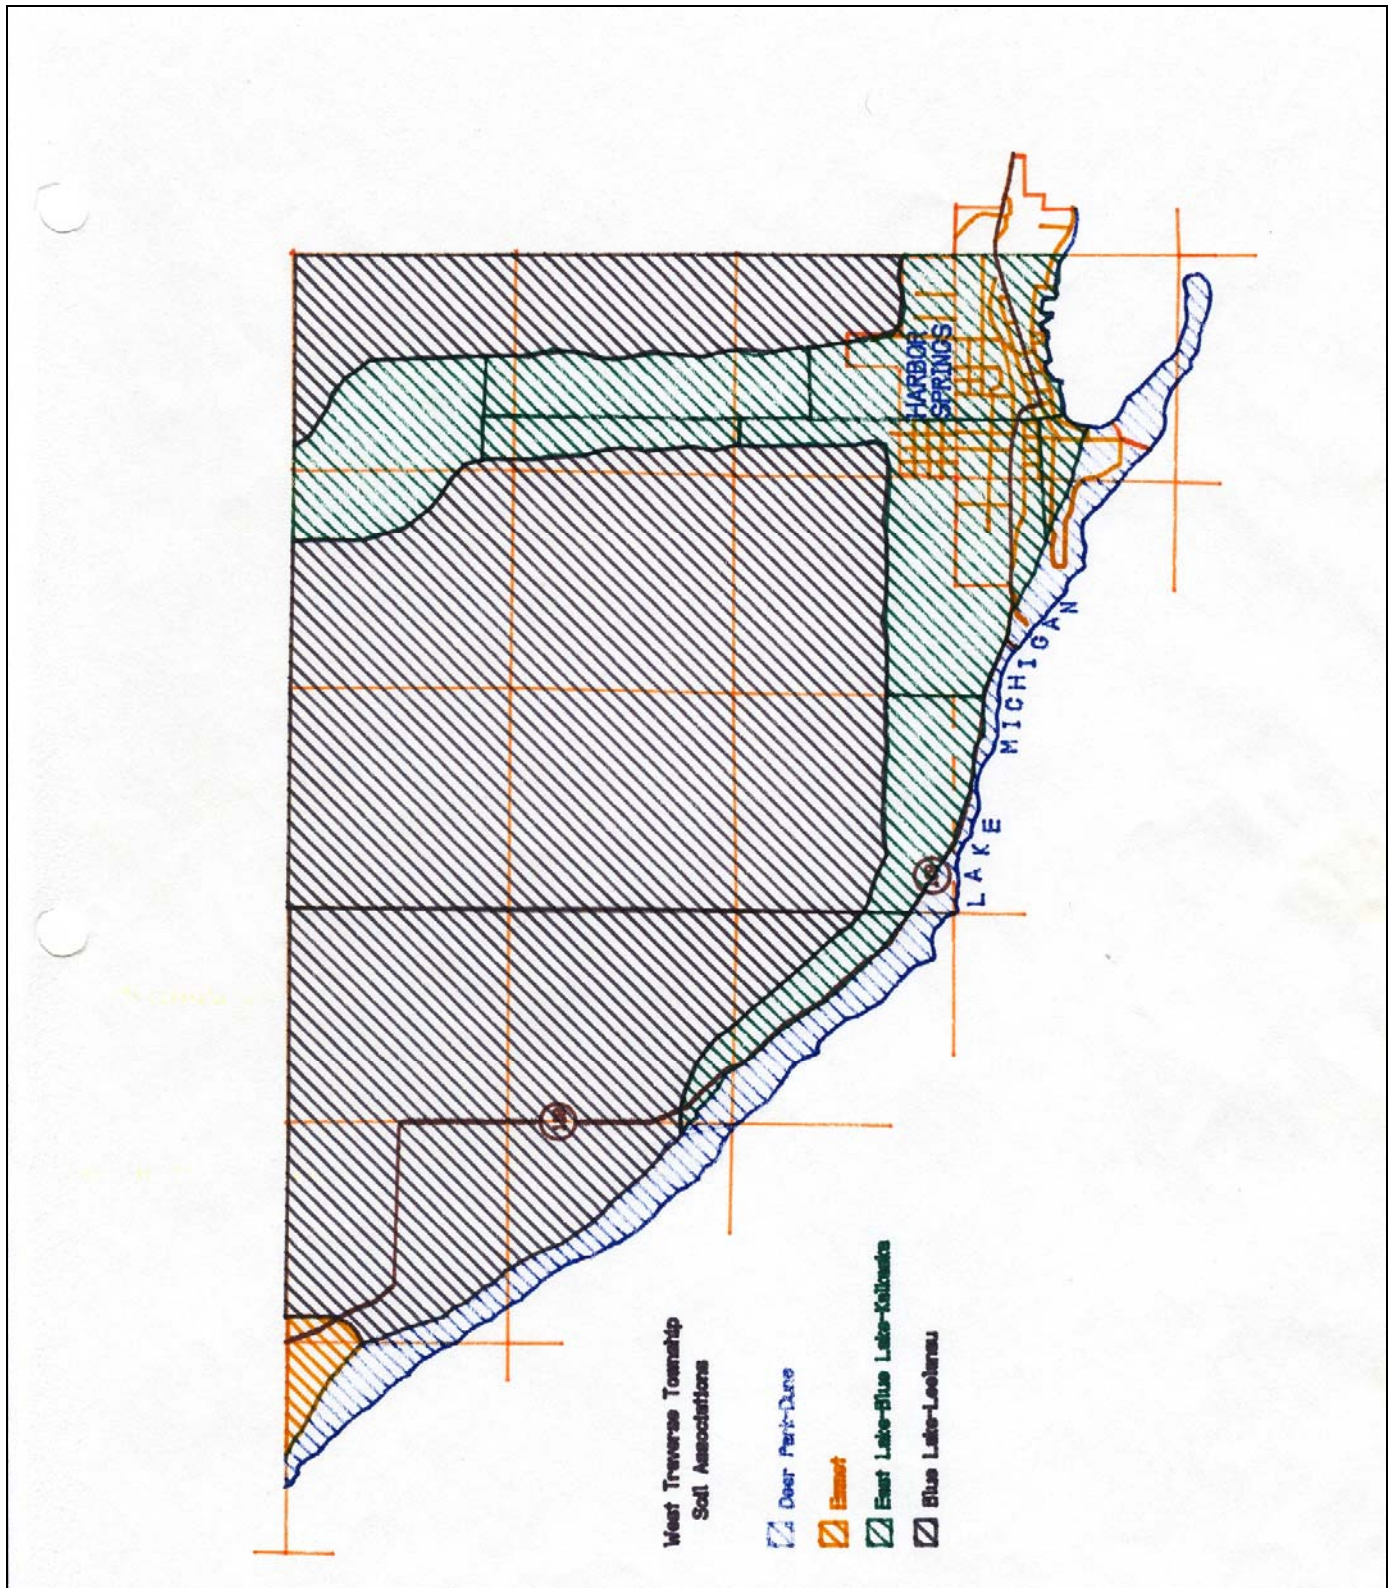 HARBOR
SPRINGS
LAKE MICHIGAN
West Traverse Township
Soil Associations
Deer Park-Dune
Emmet
East Lake-Blue Lake-Kalkaska
Blue Lake-Leelanau